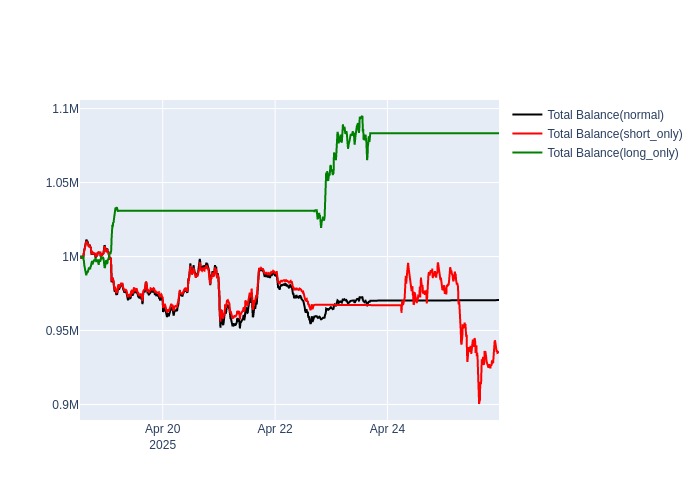 1.1M
1.05M
1M
0.95M
0.9M
Apr 20
2025
Apr 22
Apr 24
Total Balance(normal)
Total Balance(short_only)
Total Balance(long_only)